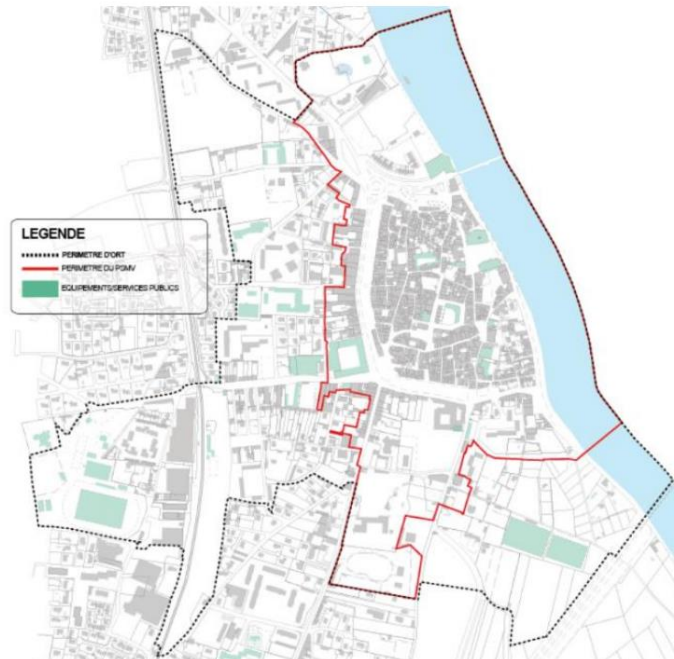 LEGENDE
PERIMETRE D'ORT
PERIMETRE DU PSMV
EQUIPEMENTS/SERVICES PUBLICS